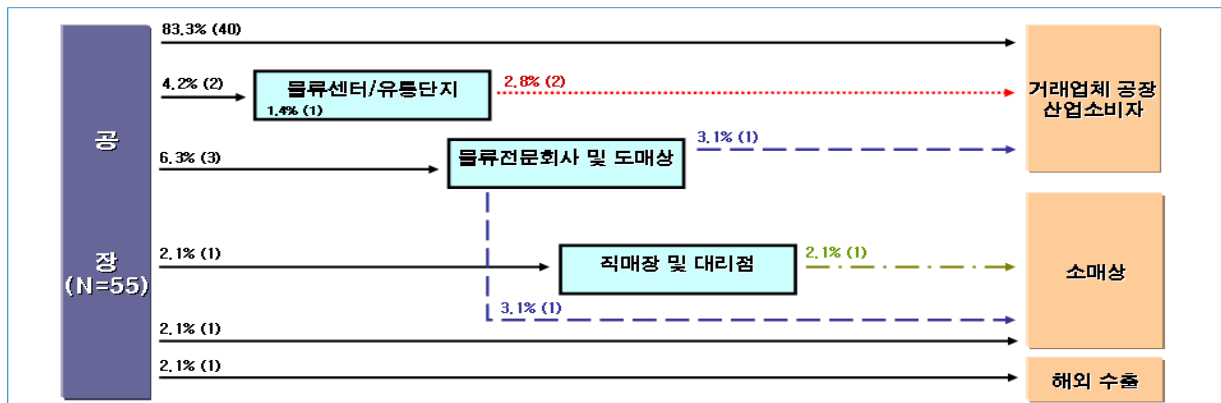 83.3% (40)
4.2% (2)
물류센터/유통단지
1.4% (1)
2.8% (2)
거래업체 공장
산업소비자
공
6.3% (3)
물류전문회사 및 도매상
3.1% (1)
장
(N=55)
2.1% (1)
직매장 및 대리점
2.1% (1)
소매상
3.1% (1)
2.1% (1)
2.1% (1)
해외 수출